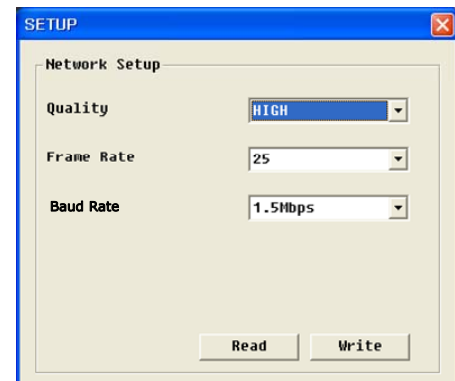 SETUP
Network Setup
Quality HIGH
Frame Rate 25
Baud Rate 1.5Mbps
Read Write